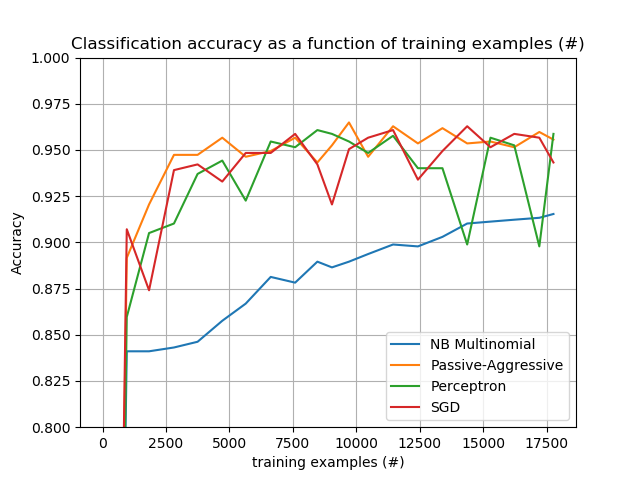 Classification accuracy as a function of training examples (#)
1.000
0.975
0.950
0.925
0.900
0.875
0.850
0.825
0.800
Accuracy
NB Multinomial
Passive-Aggressive
Perceptron
SGD
0 2500 5000 7500 10000 12500 15000 17500
training examples (#)